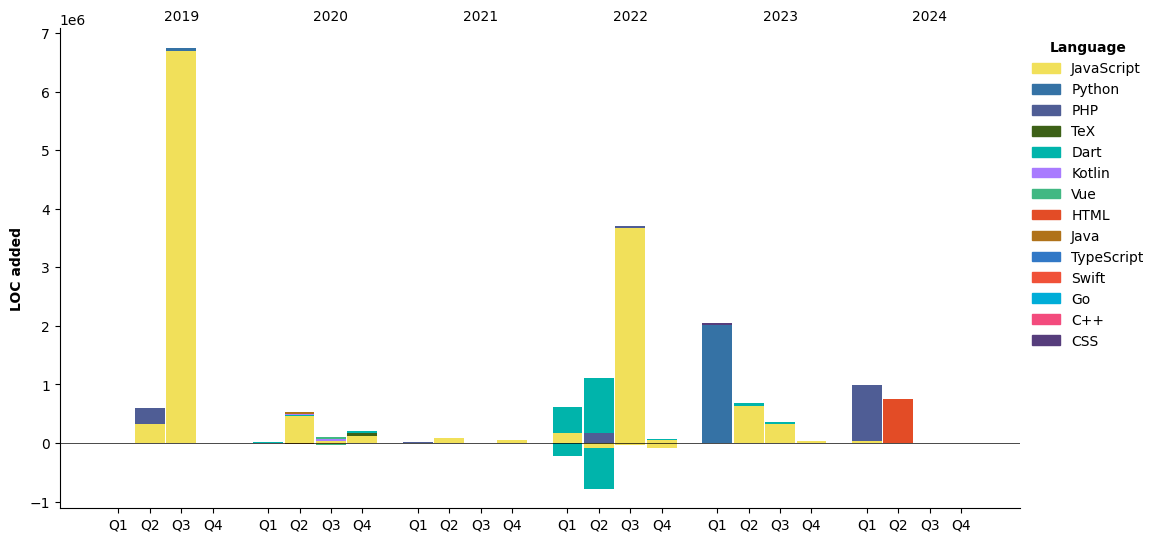 1e6
2019 2020 2021 2022 2023 2024
7
6
5
4
3
2
1
0
−1
LOC added
Q1 Q2 Q3 Q4 Q1 Q2 Q3 Q4 Q1 Q2 Q3 Q4 Q1 Q2 Q3 Q4 Q1 Q2 Q3 Q4 Q1 Q2 Q3 Q4
Language
JavaScript
Python
PHP
TeX
Dart
Kotlin
Vue
HTML
Java
TypeScript
Swift
Go
C++
CSS